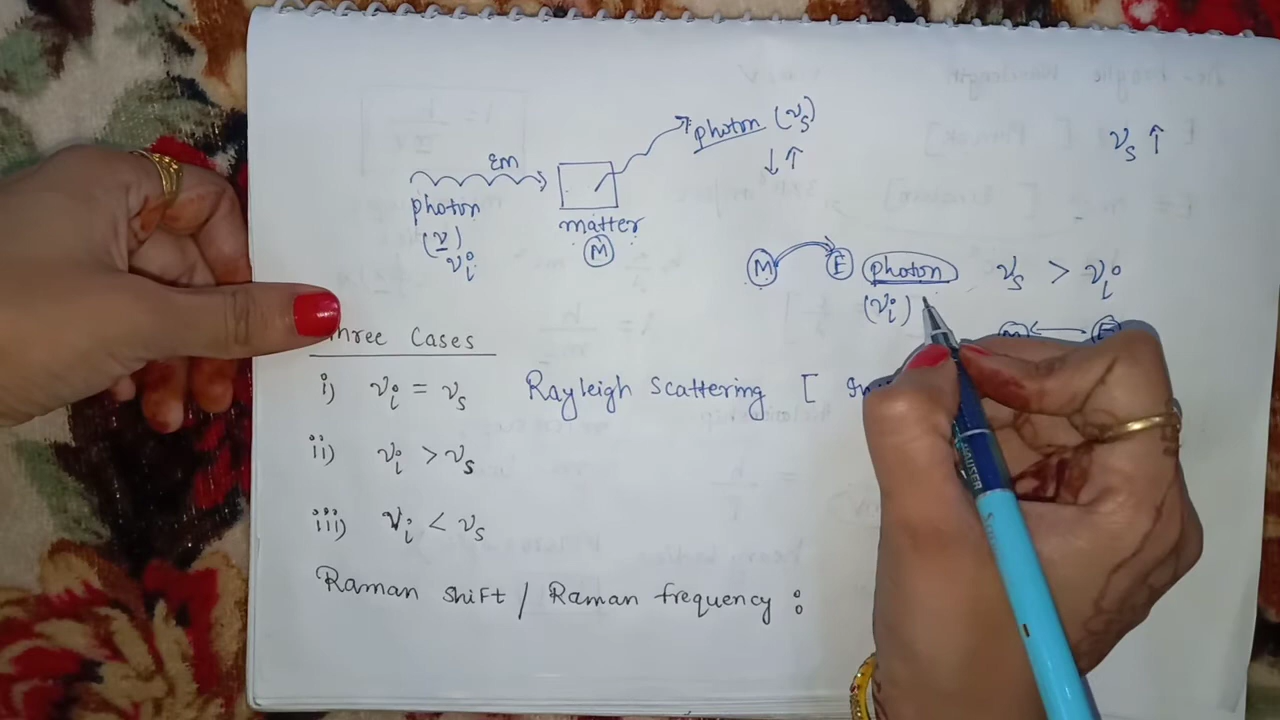 photon (νs)
↓↑
νs ↑
Em
photon
(ν)
νi
matter
M
M E photon νs > νi
(νi)
M ← E
Three Cases
i) νi = νs Rayleigh Scattering [
ii) νi > νs
iii) νi < νs
Raman Shift / Raman frequency :